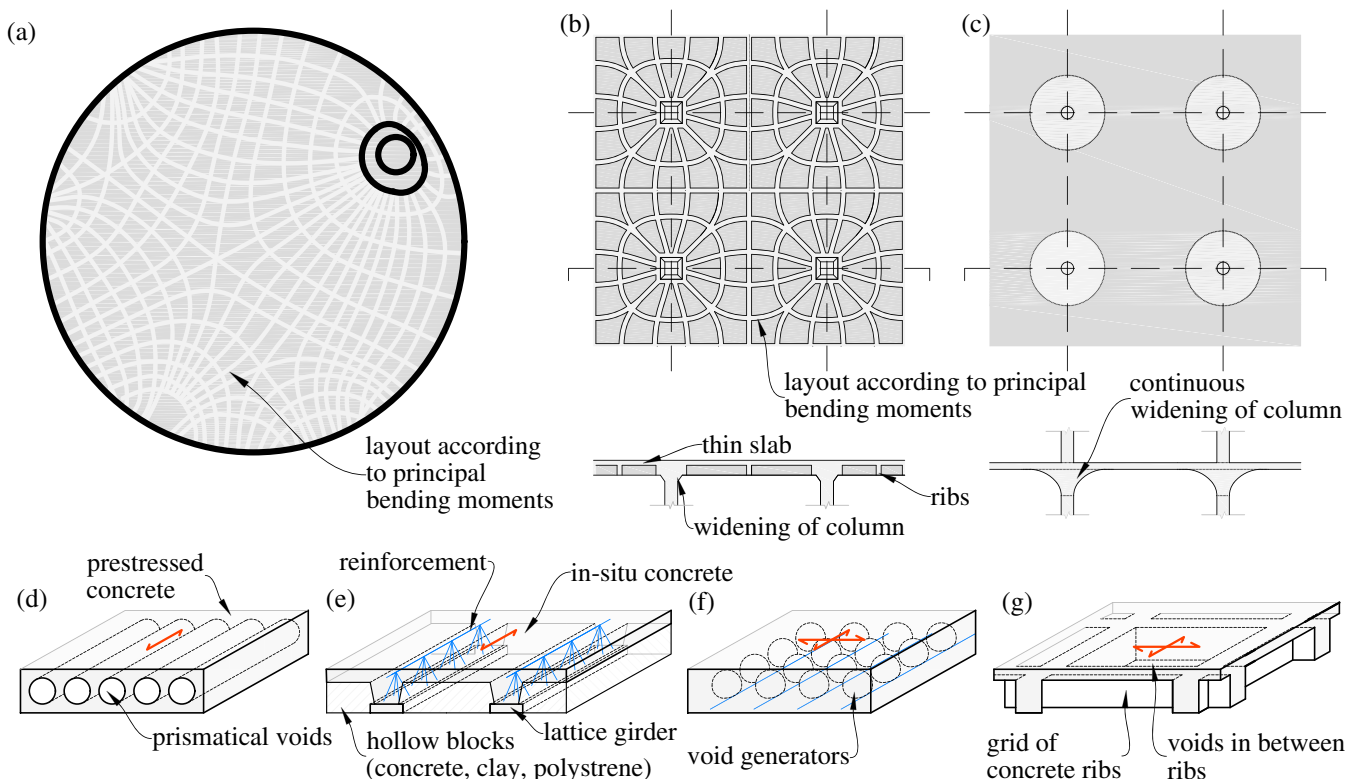 (a)
(b)
(c)
layout according
to principal
bending moments
layout according to principal
bending moments
continuous
widening of column
thin slab
ribs
widening of column
(d)
prestressed
concrete
prismatical voids
(e)
reinforcement
in-situ concrete
hollow blocks
(concrete, clay, polystrene)
lattice girder
(f)
void generators
(g)
grid of
concrete ribs
voids in between
ribs